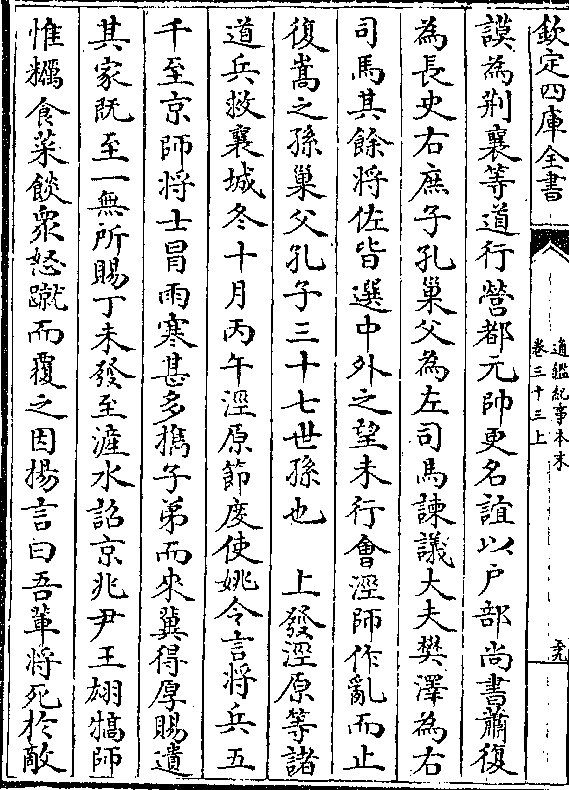 欽定四庫全書
通鑑紀事本末
卷三十三上
謨為荆襄等道行營都元帥更名誼以户部尚書蕭復
為長史右庶子孔巢父為左司馬諫議大夫樊澤為右
司馬其餘將佐皆選中外之望未行會涇師作亂而止
復嵩之孫巢父孔子三十七世孫也　上發涇原等諸
道兵救襄城冬十月丙午涇原節度使姚令言將兵五
千至京師將士冒雨寒甚多攜子弟而來冀得厚賜遺
其家既至一無所賜丁未發至滻水詔京兆尹王翃犒師
惟糲食菜餤衆怒蹴而覆之因揚言曰吾輩將死於敵